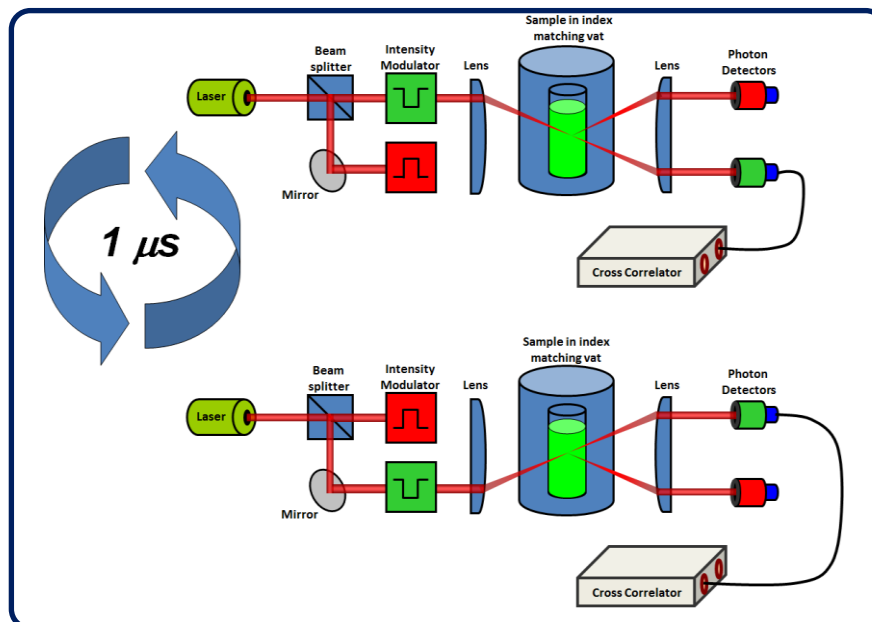 Sample in index
matching vat
Beam
splitter
Intensity
Modulator
Lens
Lens
Photon
Detectors
Laser
Mirror
1 μs
Cross Correlator
Sample in index
matching vat
Beam
splitter
Intensity
Modulator
Lens
Lens
Photon
Detectors
Laser
Mirror
Cross Correlator